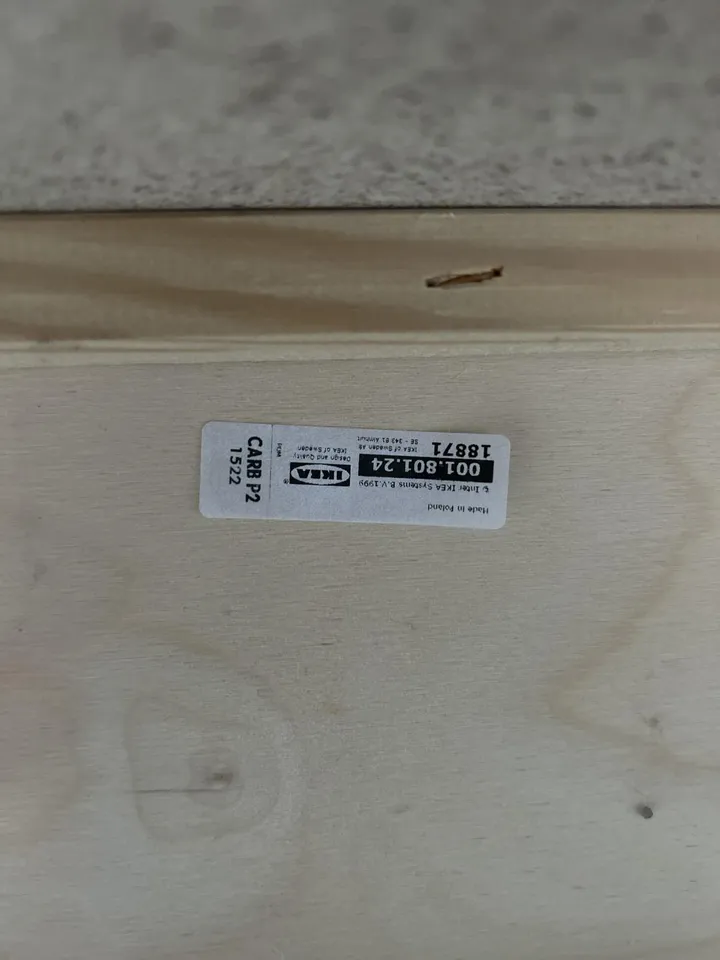 Made in Poland
© Inter IKEA Systems B.V. 1999
001.801.24
18871
IKEA®
Design and Quality
IKEA of Sweden
IKEA of Sweden AB
SE - 343 81 Älmhult
CARB P2
1522